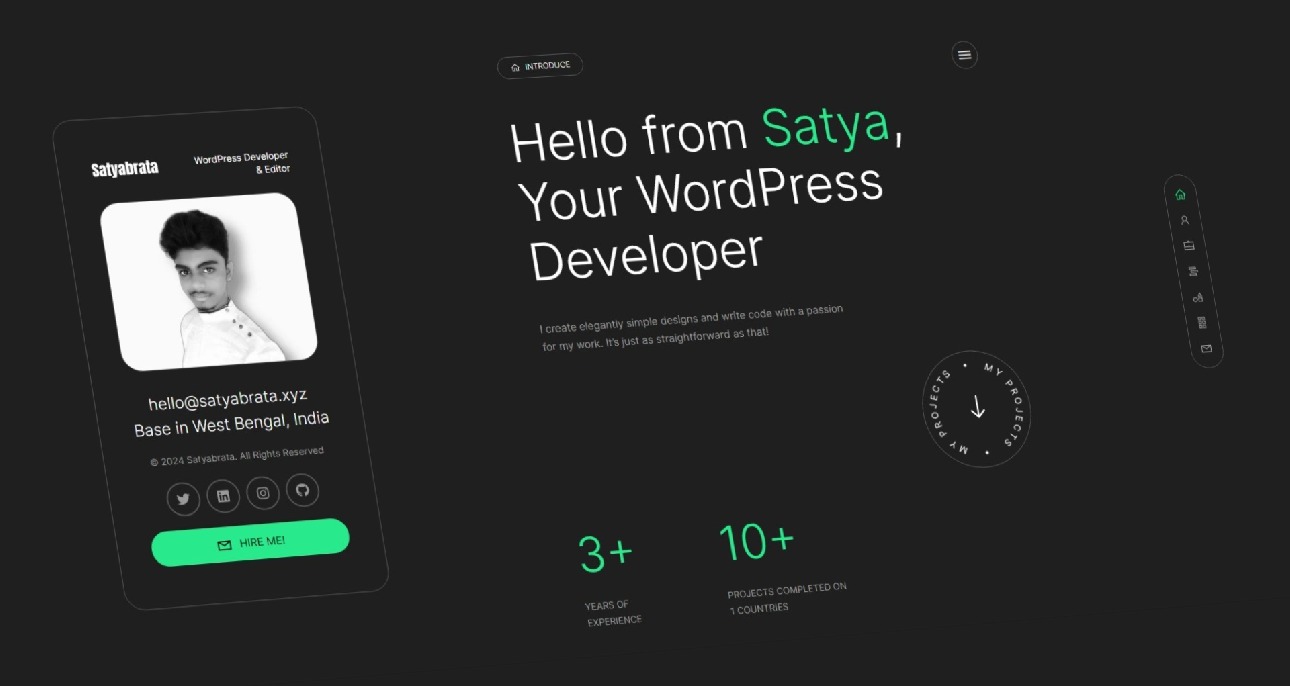 Satyabrata
WordPress Developer
& Editor
hello@satyabrata.xyz
Base in West Bengal, India
© 2024 Satyabrata. All Rights Reserved
HIRE ME!
INTRODUCE
Hello from Satya,
Your WordPress
Developer
I create elegantly simple designs and write code with a passion
for my work. It's just as straightforward as that!
MY PROJECTS • MY PROJECTS •
3+
YEARS OF
EXPERIENCE
10+
PROJECTS COMPLETED ON
1 COUNTRIES